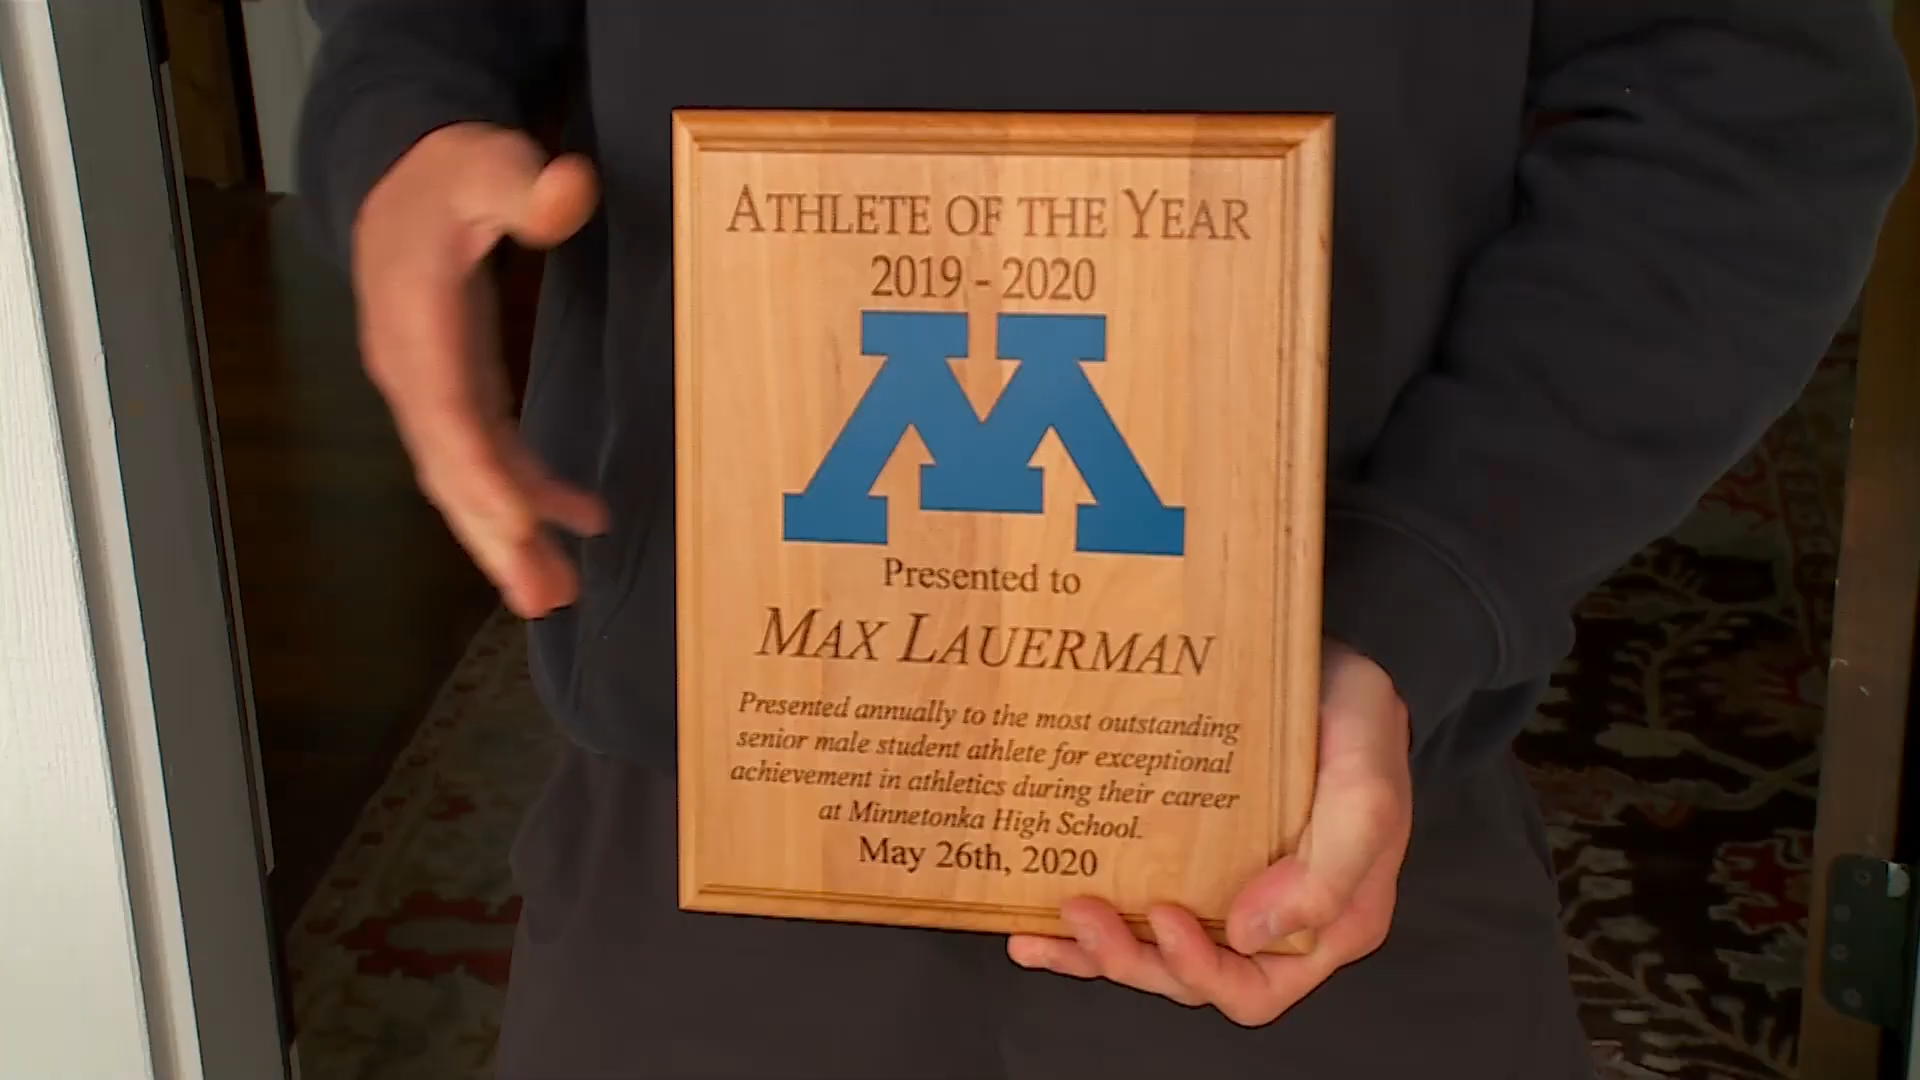 ATHLETE OF THE YEAR
2019 - 2020
M
Presented to
MAX LAUERMAN
Presented annually to the most outstanding
senior male student athlete for exceptional
achievement in athletics during their career
at Minnetonka High School.
May 26th, 2020